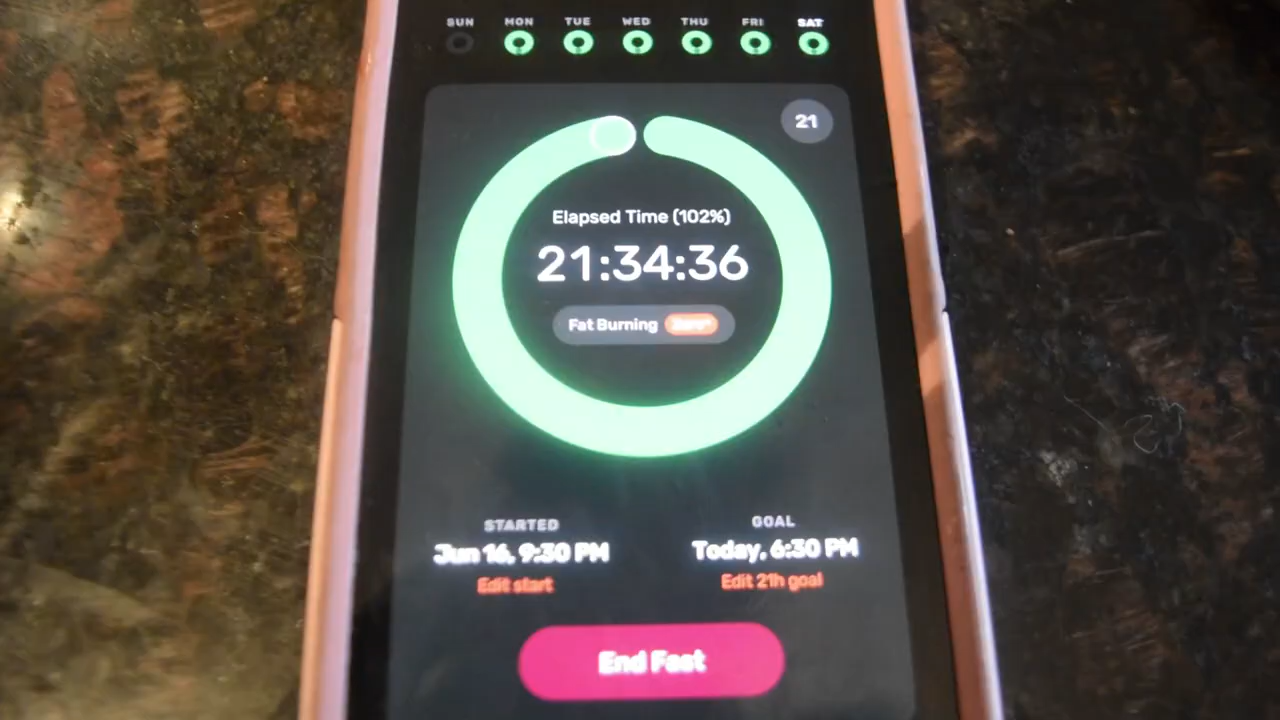 SUN MON TUE WED THU FRI SAT
21
Elapsed Time (102%)
21:34:36
Fat Burning Zero+
STARTED GOAL
Jun 16, 9:30 PM Today, 6:30 PM
Edit start Edit 21h goal
End Fast